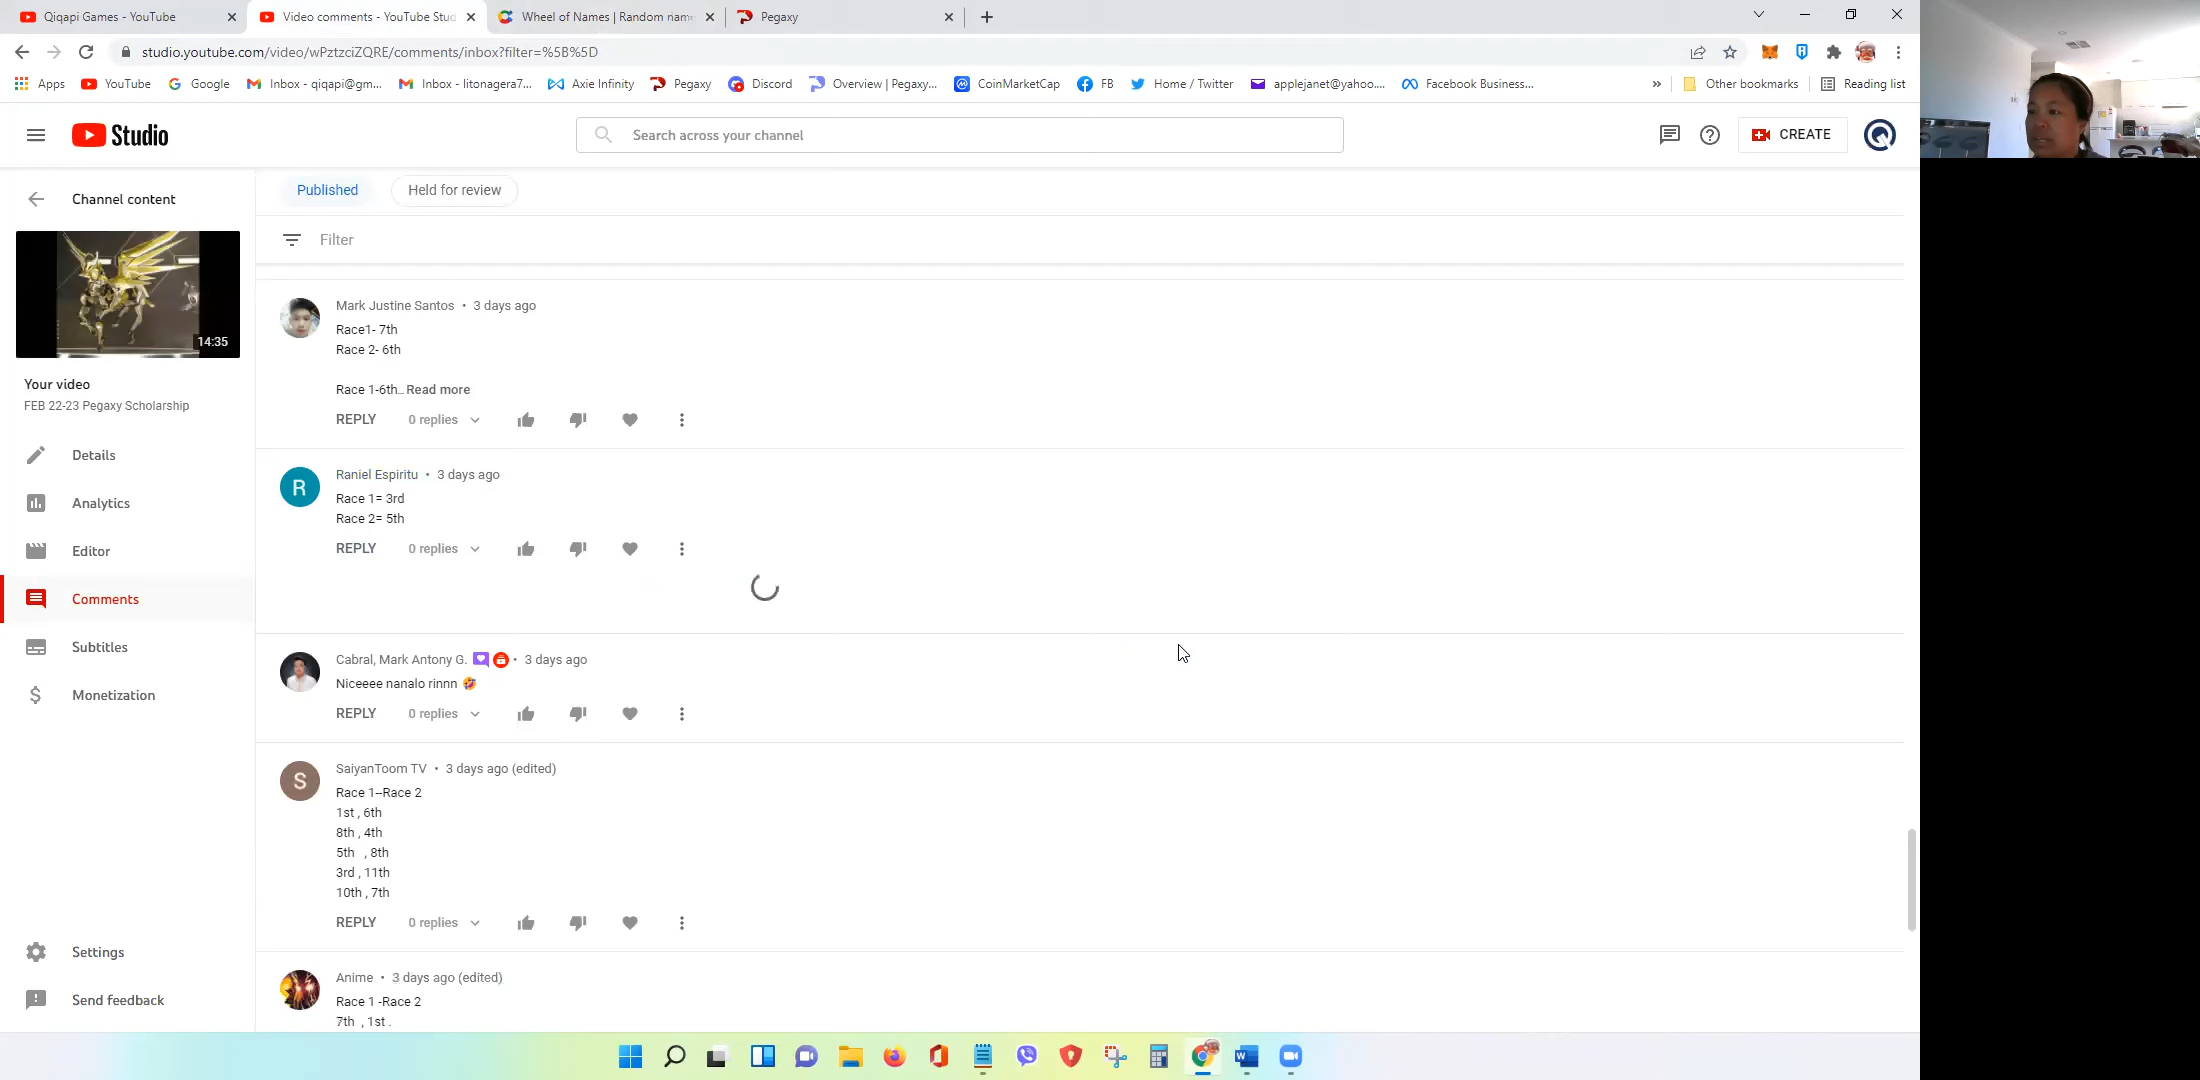 Qiqapi Games - YouTube
Video comments - YouTube Stud
Wheel of Names | Random nam
Pegaxy
studio.youtube.com/video/wPztzciZQRE/comments/inbox?filter=%5B%5D
Apps YouTube Google Inbox - qiqapi@gm... Inbox - litonagera7... Axie Infinity Pegaxy Discord Overview | Pegaxy... CoinMarketCap FB Home / Twitter applejanet@yahoo.... Facebook Business... » Other bookmarks Reading list
Studio
Search across your channel
CREATE
Channel content
Published Held for review
Filter
14:35
Your video
FEB 22-23 Pegaxy Scholarship
Details
Analytics
Editor
Comments
Subtitles
Monetization
Settings
Send feedback
Mark Justine Santos • 3 days ago
Race1- 7th
Race 2- 6th
Race 1-6th... Read more
REPLY 0 replies
R
Raniel Espiritu • 3 days ago
Race 1= 3rd
Race 2= 5th
REPLY 0 replies
Cabral, Mark Antony G. • 3 days ago
Niceeee nanalo rinnn 🤣
REPLY 0 replies
S
SaiyanToom TV • 3 days ago (edited)
Race 1--Race 2
1st , 6th
8th , 4th
5th , 8th
3rd , 11th
10th , 7th
REPLY 0 replies
Anime • 3 days ago (edited)
Race 1 -Race 2
7th , 1st .